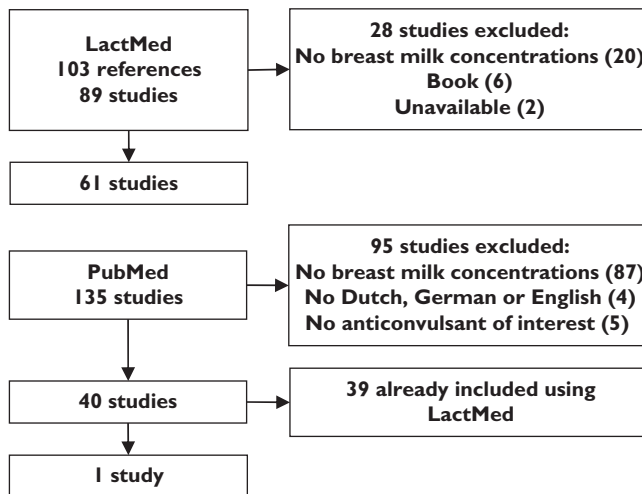 LactMed
103 references
89 studies
28 studies excluded:
No breast milk concentrations (20)
Book (6)
Unavailable (2)
61 studies
PubMed
135 studies
95 studies excluded:
No breast milk concentrations (87)
No Dutch, German or English (4)
No anticonvulsant of interest (5)
40 studies
39 already included using
LactMed
1 study